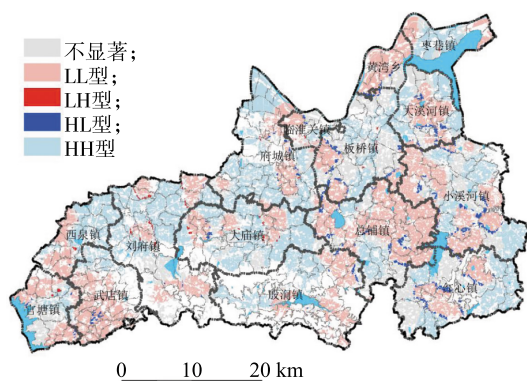 不显著；
LL型；
LH型；
HL型；
HH型
枣巷镇
黄湾乡
大溪河镇
临淮关镇
板桥镇
府城镇
小溪河镇
西泉镇
刘府镇
大庙镇
总铺镇
官塘镇
武店镇
殷涧镇
红心镇
0 10 20 km